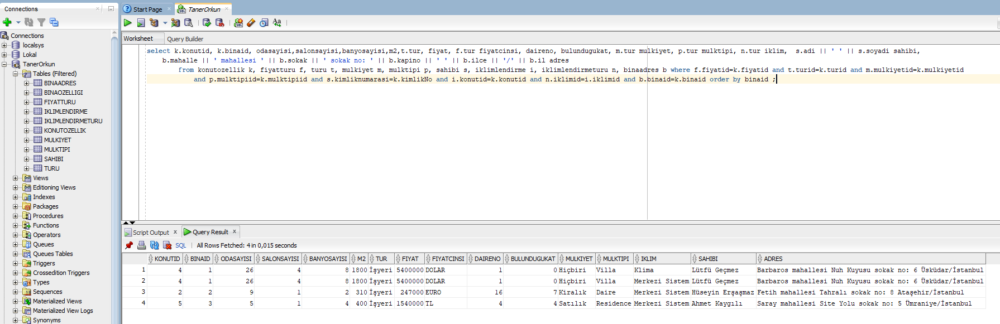 Connections
Start Page
TanerOrkun
Worksheet
Query Builder
Connections
localsys
Lokal
TanerOrkun
Tables (Filtered)
BINAADRES
BINAOZELLIGI
FIYATTURU
IKLIMLENDIRME
IKLIMLENDIRMETURU
KONUTOZELLIK
MULKIYET
MULKTIPI
SAHIBI
TURU
Views
Editioning Views
Indexes
Packages
Procedures
Functions
Operators
Queues
Queues Tables
Triggers
Crossedition Triggers
Types
Sequences
Materialized Views
Materialized View Logs
Synonyms
select k.konutid, k.binaid, odasayisi,salonsayisi,banyosayisi,m2,t.tur, fiyat, f.tur fiyatcinsi, daireno, bulundugukat, m.tur mulkiyet, p.tur mulktipi, n.tur iklim,  s.adi || ' ' || s.soyadi sahibi,
b.mahalle || ' mahallesi ' || b.sokak || ' sokak no: ' || b.kapino || ' ' || b.ilce || '/' || b.il adres
from konutozellik k, fiyatturu f, turu t, mulkiyet m, mulktipi p, sahibi s, iklimlendirme i, iklimlendirmeturu n, binaadres b where f.fiyatid=k.fiyatid and t.turid=k.turid and m.mulkiyetid=k.mulkiyetid
and p.mulktipiid=k.mulktipiid and s.kimliknumarasi=k.kimlikNo and i.konutid=k.konutid and n.iklimid=i.iklimid and b.binaid=k.binaid order by binaid ;
Script Output
Query Result
SQL
All Rows Fetched: 4 in 0,015 seconds
KONUTID BINAID ODASAYISI SALONSAYISI BANYOSAYISI M2 TUR FIYAT FIYATCINSI DAIRENO BULUNDUGUKAT MULKIYET MULKTIPI IKLIM SAHIBI ADRES
1 4 1 26 4 8 1800 İşyeri 5400000 DOLAR 1 0 Hiçbiri Villa Klima Lütfü Geçmez Barbaros mahallesi Nuh Kuyusu sokak no: 6 Üsküdar/İstanbul
2 4 1 26 4 8 1800 İşyeri 5400000 DOLAR 1 0 Hiçbiri Villa Merkezi Sistem Lütfü Geçmez Barbaros mahallesi Nuh Kuyusu sokak no: 6 Üsküdar/İstanbul
3 2 2 9 1 2 310 İşyeri 247000 EURO 16 7 Kiralık Daire Merkezi Sistem Hüseyin Erşaşmaz Fetih mahallesi Tahralı sokak no: 8 Ataşehir/İstanbul
4 5 3 5 1 4 400 İşyeri 1540000 TL 4 4 Satılık Residence Merkezi Sistem Ahmet Kaygılı Saray mahallesi Site Yolu sokak no: 5 Ümraniye/İstanbul